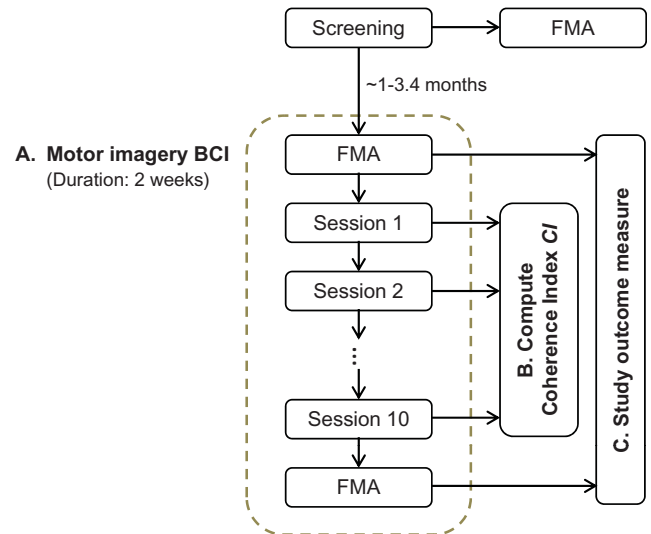 Screening
FMA
~1-3.4 months
A. Motor imagery BCI
(Duration: 2 weeks)
FMA
Session 1
Session 2
...
Session 10
FMA
B. Compute
Coherence Index CI
C. Study outcome measure